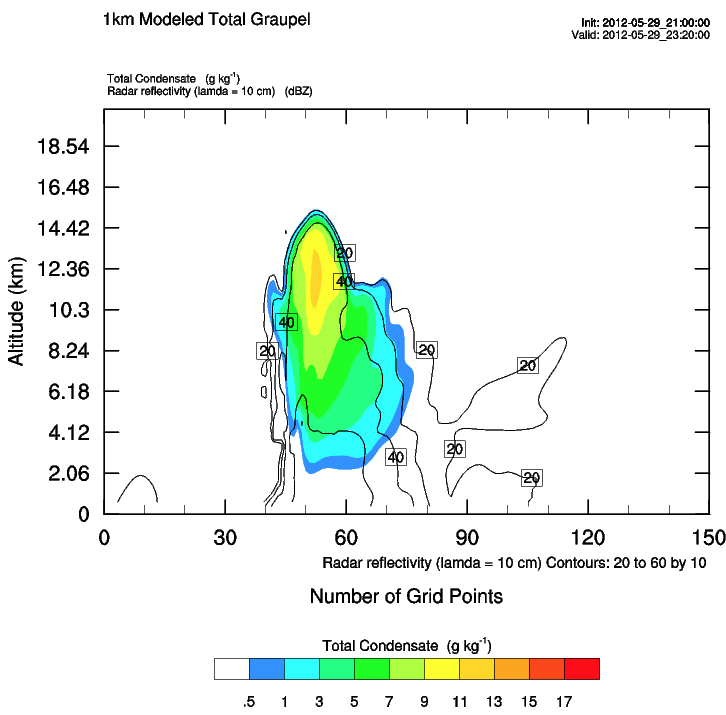 1km Modeled Total Graupel
Init: 2012-05-29_21:00:00
Valid: 2012-05-29_23:20:00
Total Condensate (g kg-1)
Radar reflectivity (lamda = 10 cm) (dBZ)
18.54
16.48
14.42
12.36
10.3
8.24
6.18
4.12
2.06
0
Altitude (km)
20
40
40
20
20
20
20
40
20
0 30 60 90 120 150
Radar reflectivity (lamda = 10 cm) Contours: 20 to 60 by 10
Number of Grid Points
Total Condensate (g kg-1)
.5 1 3 5 7 9 11 13 15 17